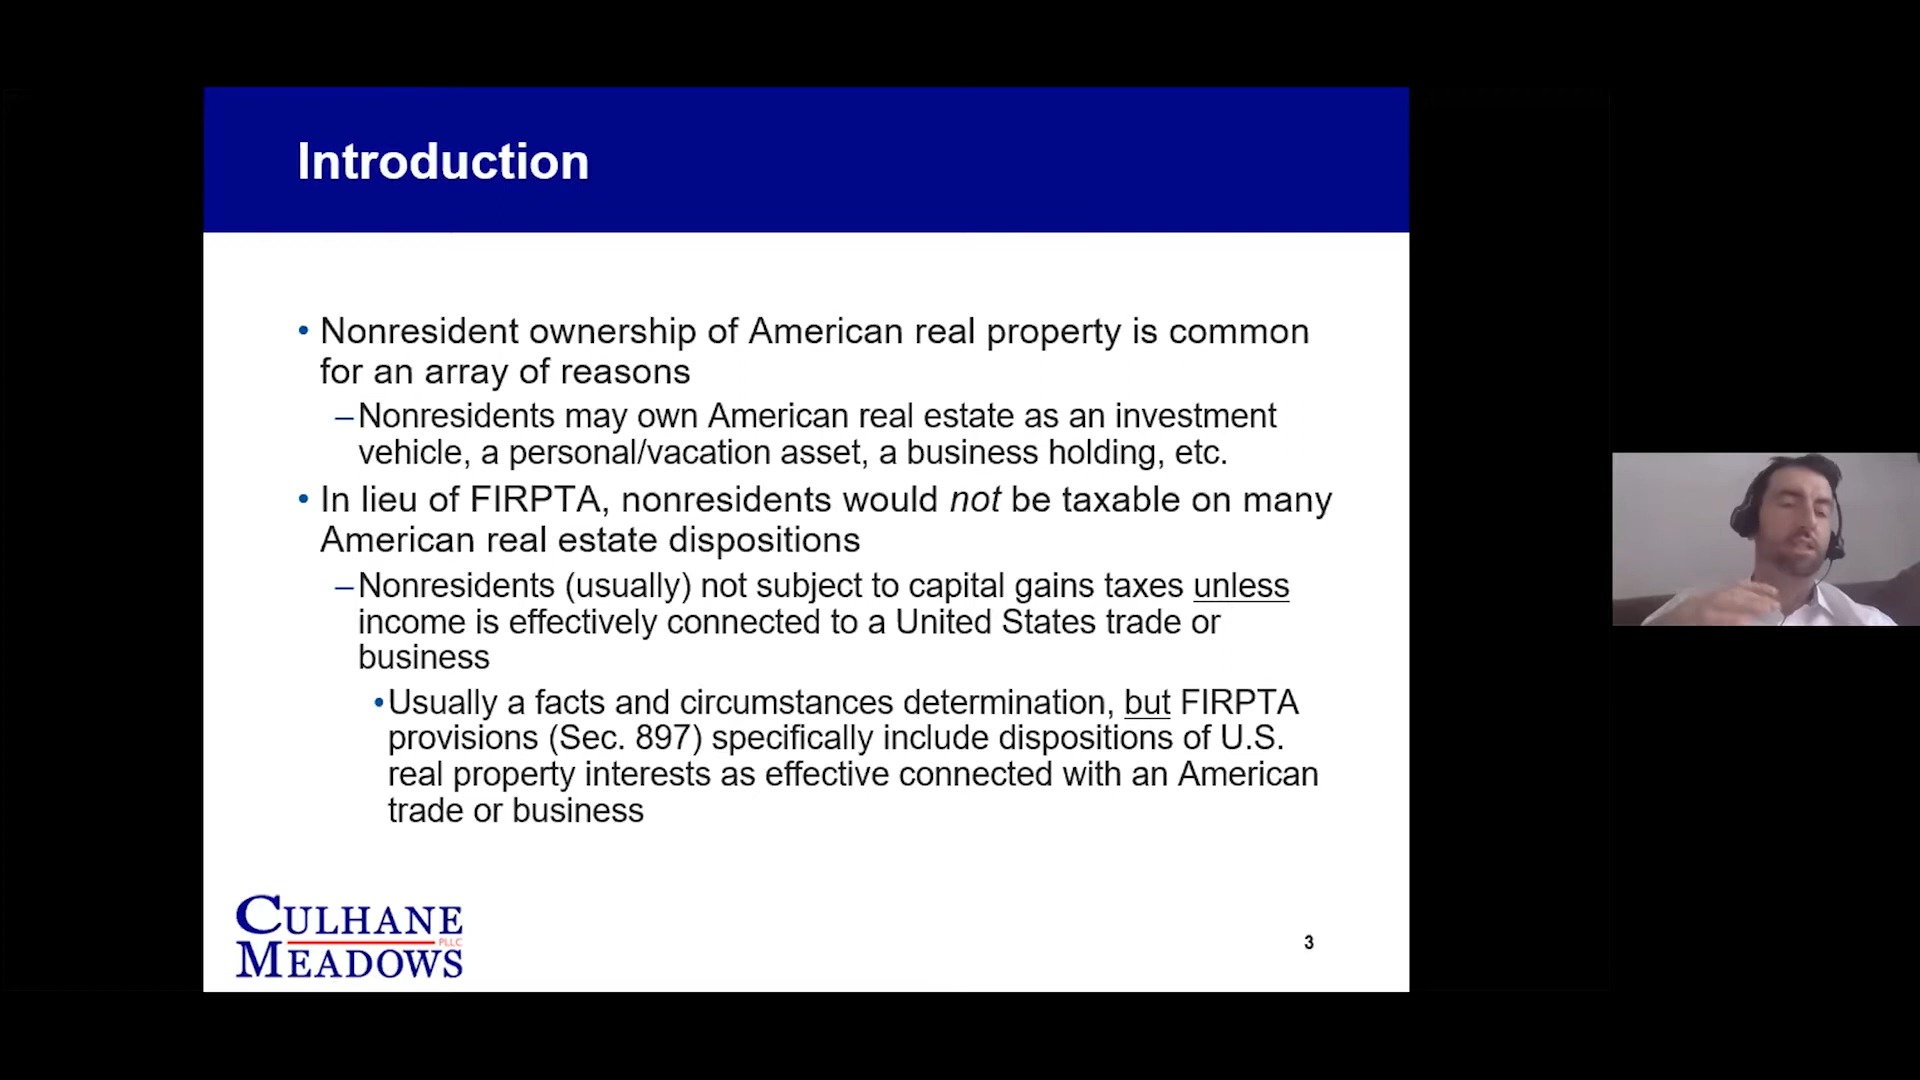 Introduction
• Nonresident ownership of American real property is common
for an array of reasons
–Nonresidents may own American real estate as an investment
vehicle, a personal/vacation asset, a business holding, etc.
• In lieu of FIRPTA, nonresidents would not be taxable on many
American real estate dispositions
–Nonresidents (usually) not subject to capital gains taxes unless
income is effectively connected to a United States trade or
business
•Usually a facts and circumstances determination, but FIRPTA
provisions (Sec. 897) specifically include dispositions of U.S.
real property interests as effective connected with an American
trade or business
CULHANE
PLLC
MEADOWS
3